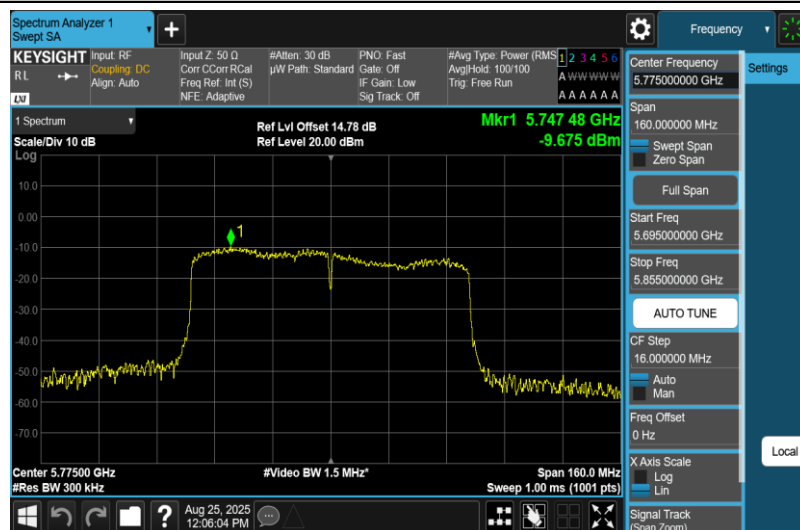 Spectrum Analyzer 1
Swept SA
+
Frequency
KEYSIGHT
RL
LXI
Input: RF
Coupling: DC
Align: Auto
Input Z: 50 Ω
Corr CCorr RCal
Freq Ref: Int (S)
NFE: Adaptive
#Atten: 30 dB
µW Path: Standard
PNO: Fast
Gate: Off
IF Gain: Low
Sig Track: Off
#Avg Type: Power (RMS
Avg|Hold: 100/100
Trig: Free Run
1 2 3 4 5 6
A W W W W W
A A A A A A
1 Spectrum
Scale/Div 10 dB
Log
Ref Lvl Offset 14.78 dB
Ref Level 20.00 dBm
Mkr1 5.747 48 GHz
-9.675 dBm
10.0
0.00
-10.0
-20.0
-30.0
-40.0
-50.0
-60.0
-70.0
1
Center 5.77500 GHz
#Res BW 300 kHz
#Video BW 1.5 MHz*
Span 160.0 MHz
Sweep 1.00 ms (1001 pts)
Center Frequency
5.775000000 GHz
Span
160.000000 MHz
Swept Span
Zero Span
Full Span
Start Freq
5.695000000 GHz
Stop Freq
5.855000000 GHz
AUTO TUNE
CF Step
16.000000 MHz
Auto
Man
Freq Offset
0 Hz
X Axis Scale
Log
Lin
Signal Track
(Span Zoom)
Settings
Local
?
Aug 25, 2025
12:06:04 PM